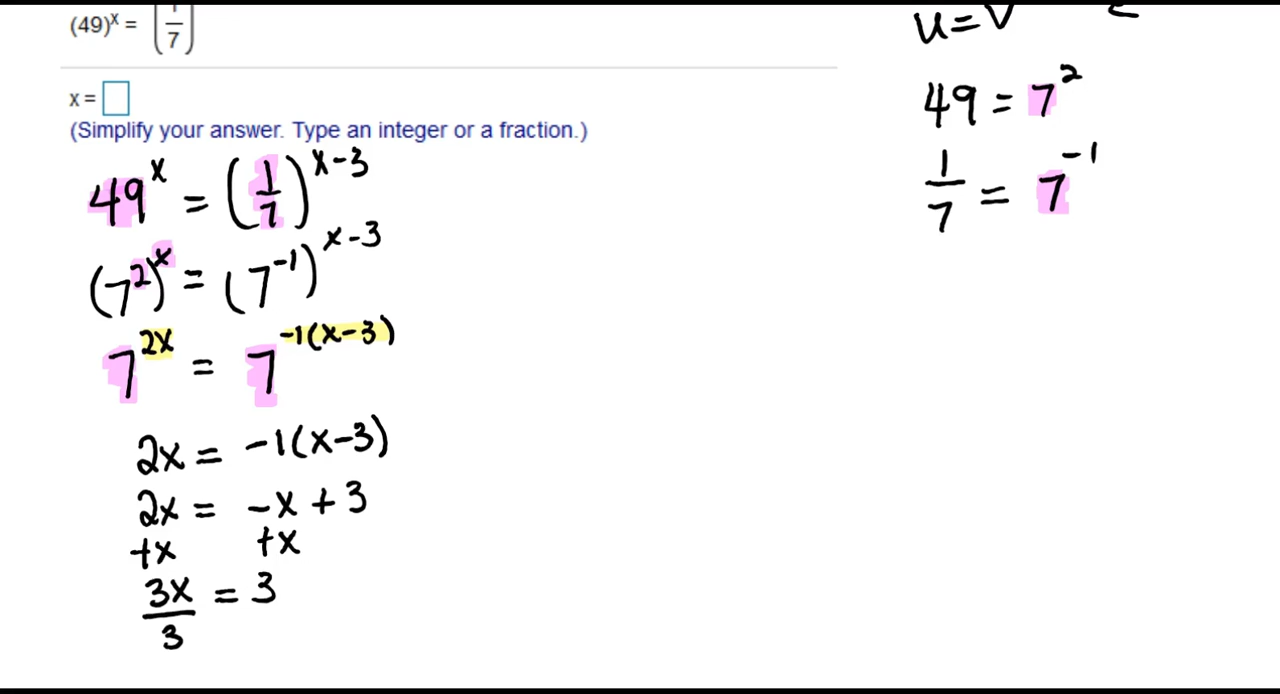 (49)^x = (1/7)
x =
(Simplify your answer. Type an integer or a fraction.)
49^x = (1/7)^(x-3)
(7^2)^x = (7^-1)^(x-3)
7^2x = 7^-1(x-3)
2x = -1(x-3)
2x = -x + 3
+x +x
3x/3 = 3
u = v
49 = 7^2
1/7 = 7^-1